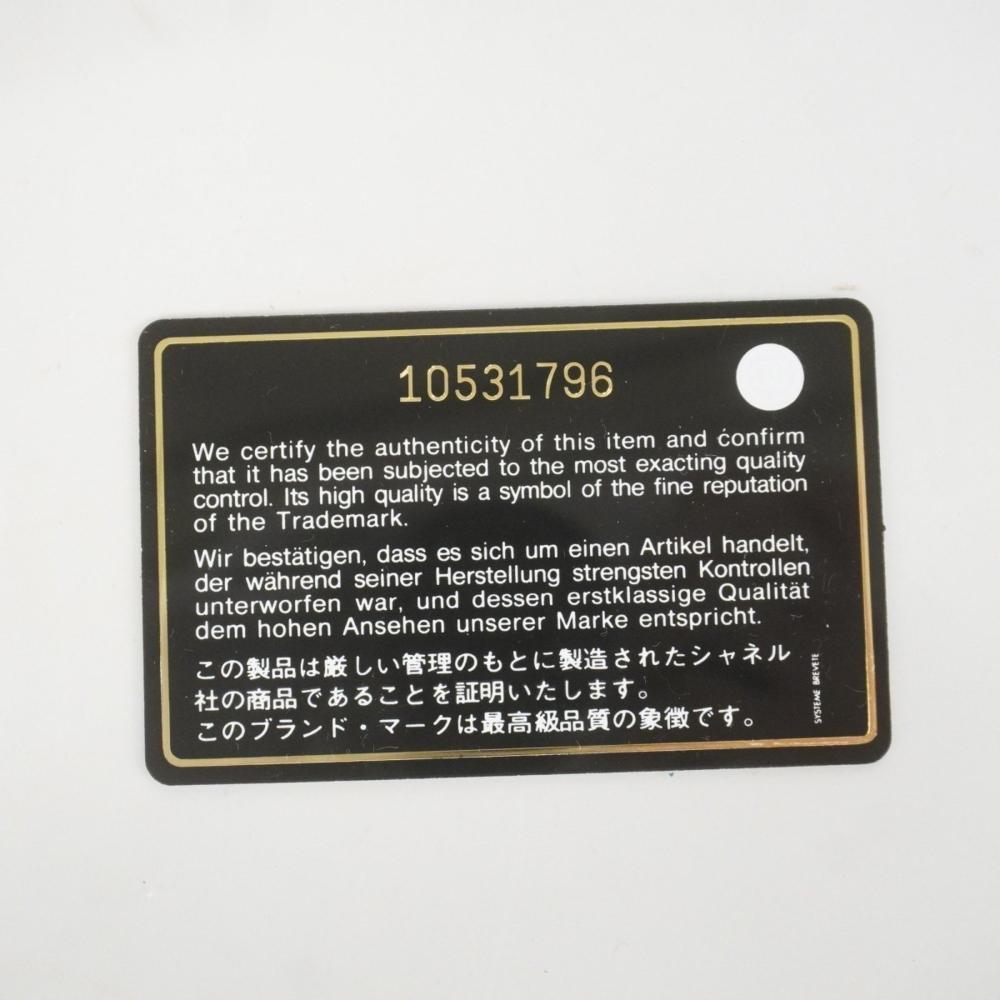 10531796
We certify the authenticity of this item and confirm
that it has been subjected to the most exacting quality
control. Its high quality is a symbol of the fine reputation
of the Trademark.
Wir bestätigen, dass es sich um einen Artikel handelt,
der während seiner Herstellung strengsten Kontrollen
unterworfen war, und dessen erstklassige Qualität
dem hohen Ansehen unserer Marke entspricht.
この製品は厳しい管理のもとに製造されたシャネル
社の商品であることを証明いたします。
このブランド・マークは最高級品質の象徴です。
SYSTEME BREVETE